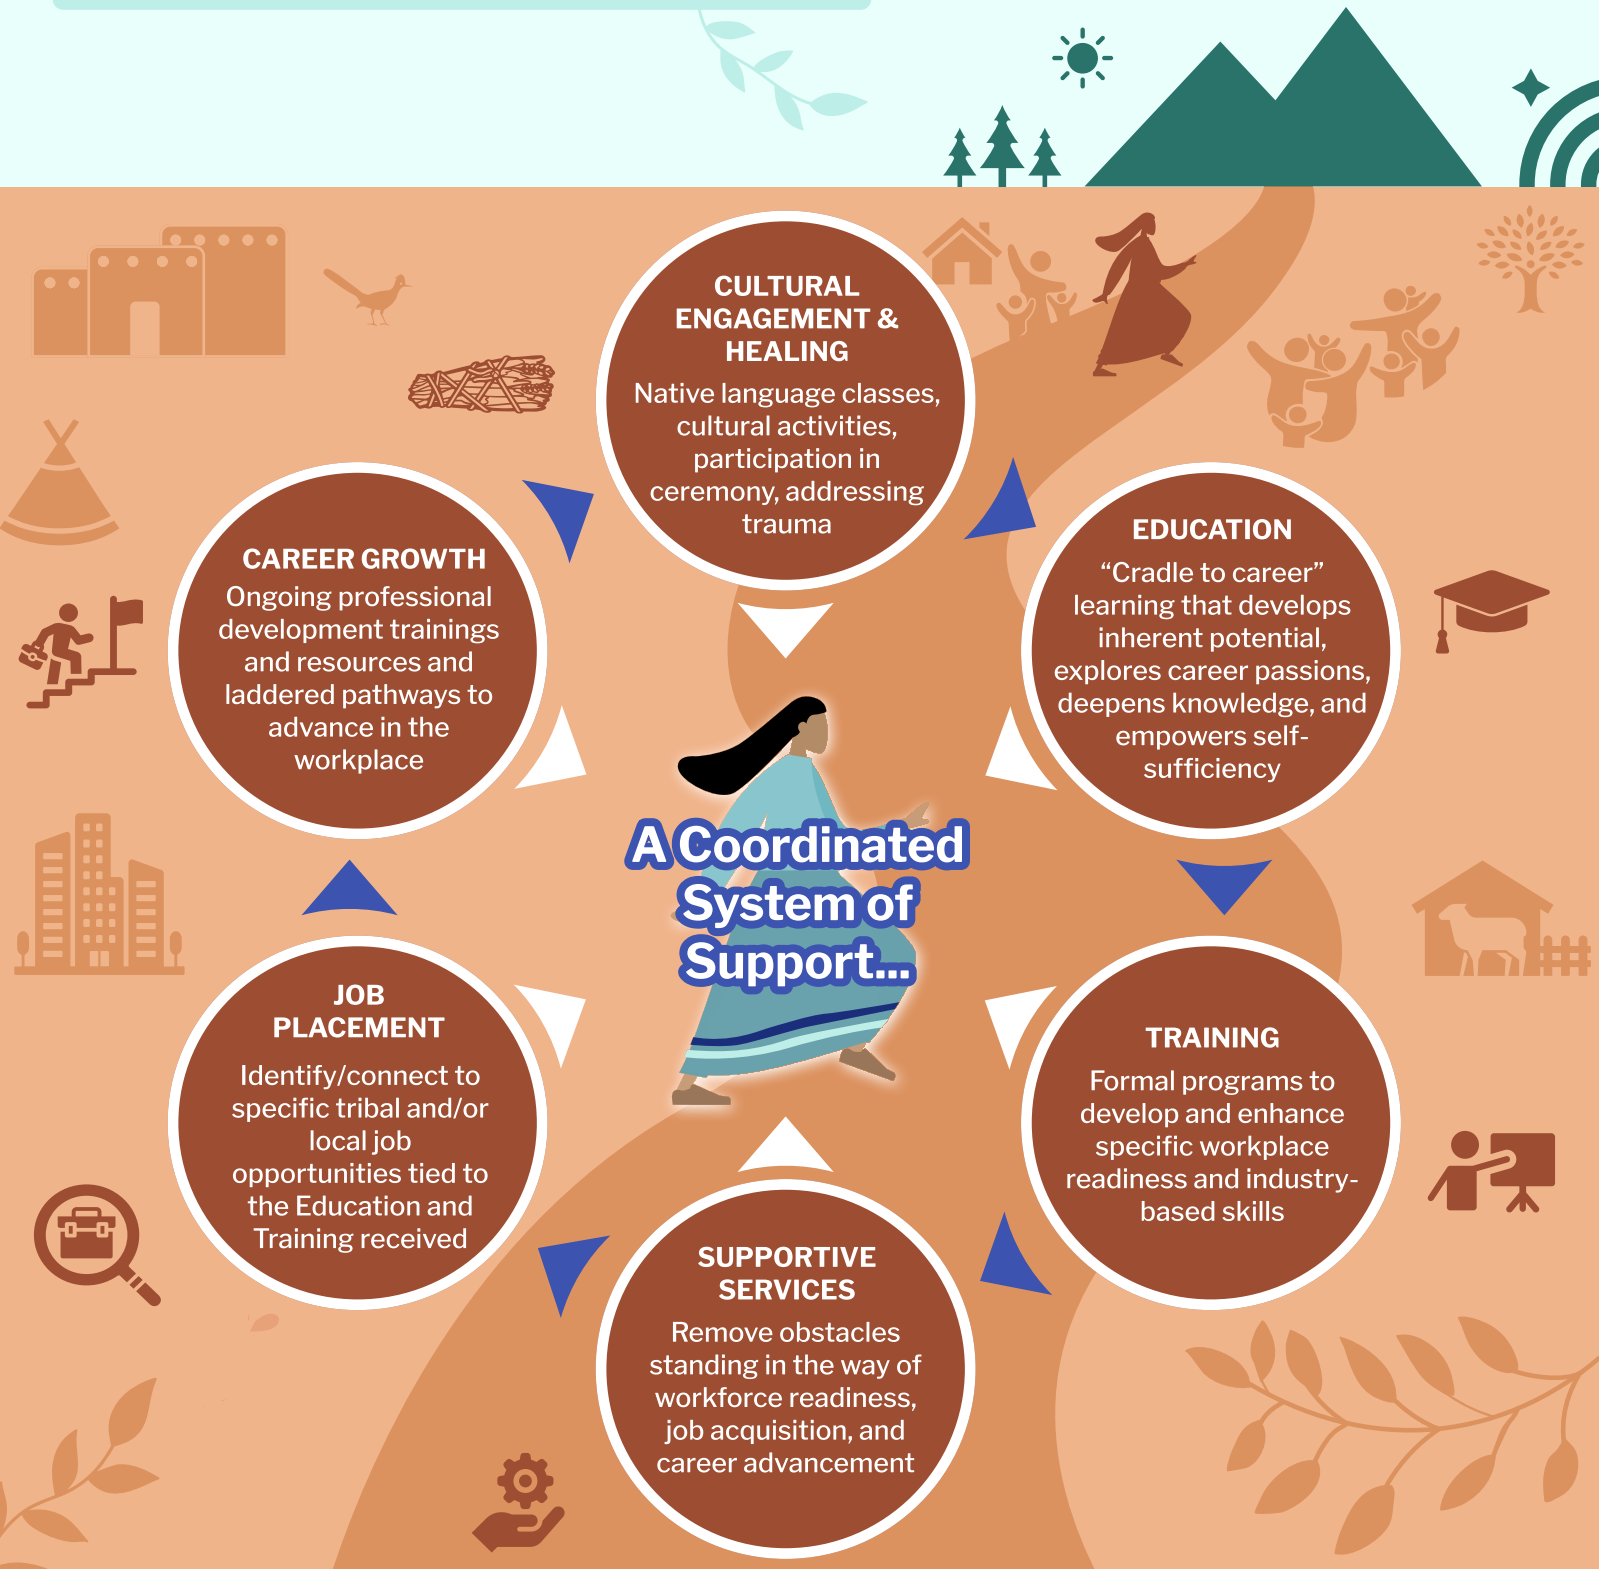 CULTURAL
ENGAGEMENT &
HEALING
Native language classes,
cultural activities,
participation in
ceremony, addressing
trauma
EDUCATION
“Cradle to career”
learning that develops
inherent potential,
explores career passions,
deepens knowledge, and
empowers self-
sufficiency
TRAINING
Formal programs to
develop and enhance
specific workplace
readiness and industry-
based skills
SUPPORTIVE
SERVICES
Remove obstacles
standing in the way of
workforce readiness,
job acquisition, and
career advancement
JOB
PLACEMENT
Identify/connect to
specific tribal and/or
local job
opportunities tied to
the Education and
Training received
CAREER GROWTH
Ongoing professional
development trainings
and resources and
laddered pathways to
advance in the
workplace
A Coordinated
System of
Support...